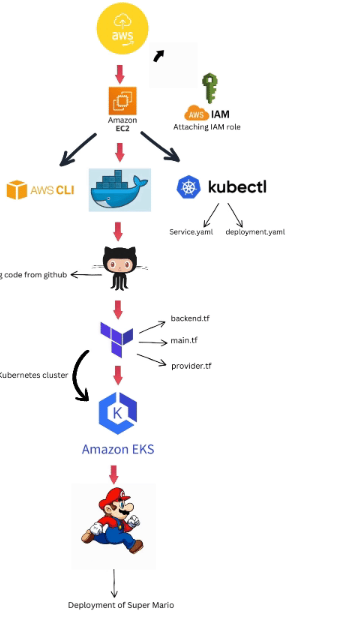 aws
Amazon
EC2
AWS IAM
Attaching IAM role
AWS CLI
kubectl
Service.yaml deployment.yaml
code from github
backend.tf
main.tf
provider.tf
Kubernetes cluster
K
Amazon EKS
Deployment of Super Mario